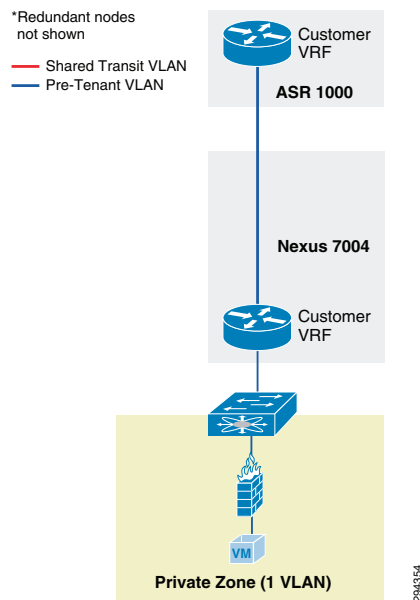 *Redundant nodes
not shown
Shared Transit VLAN
Pre-Tenant VLAN
Customer
VRF
ASR 1000
Nexus 7004
Customer
VRF
VM
Private Zone (1 VLAN)
294354